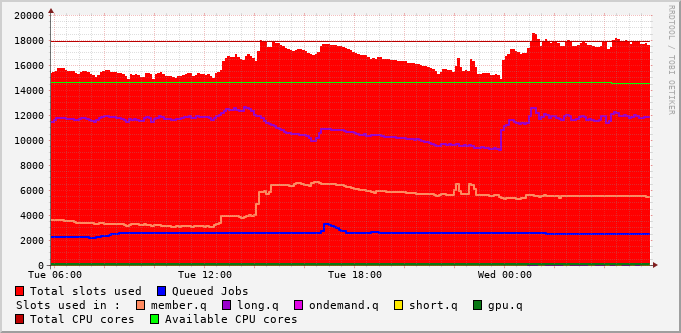 20000
18000
16000
14000
12000
10000
8000
6000
4000
2000
0
Tue 06:00 Tue 12:00 Tue 18:00 Wed 00:00
Total slots used Queued Jobs
Slots used in : member.q long.q ondemand.q short.q gpu.q
Total CPU cores Available CPU cores
RRDTOOL / TOBI OETIKER